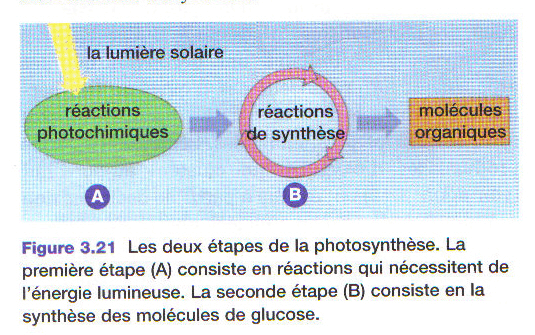 la lumière solaire
réactions
photochimiques
réactions
de synthèse
molécules
organiques
A
B
Figure 3.21 Les deux étapes de la photosynthèse. La
première étape (A) consiste en réactions qui nécessitent de
l'énergie lumineuse. La seconde étape (B) consiste en la
synthèse des molécules de glucose.